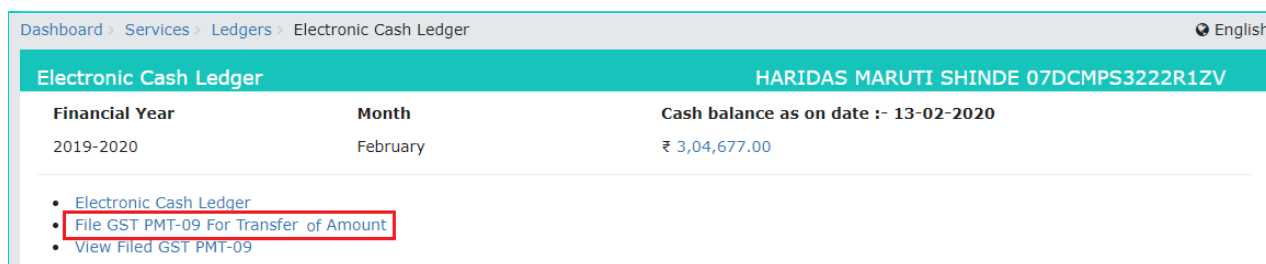 Dashboard > Services > Ledgers > Electronic Cash Ledger English
Electronic Cash Ledger HARIDAS MARUTI SHINDE 07DCMPS3222R1ZV
Financial Year Month Cash balance as on date :- 13-02-2020
2019-2020 February ₹ 3,04,677.00
• Electronic Cash Ledger
• File GST PMT-09 For Transfer of Amount
• View Filed GST PMT-09